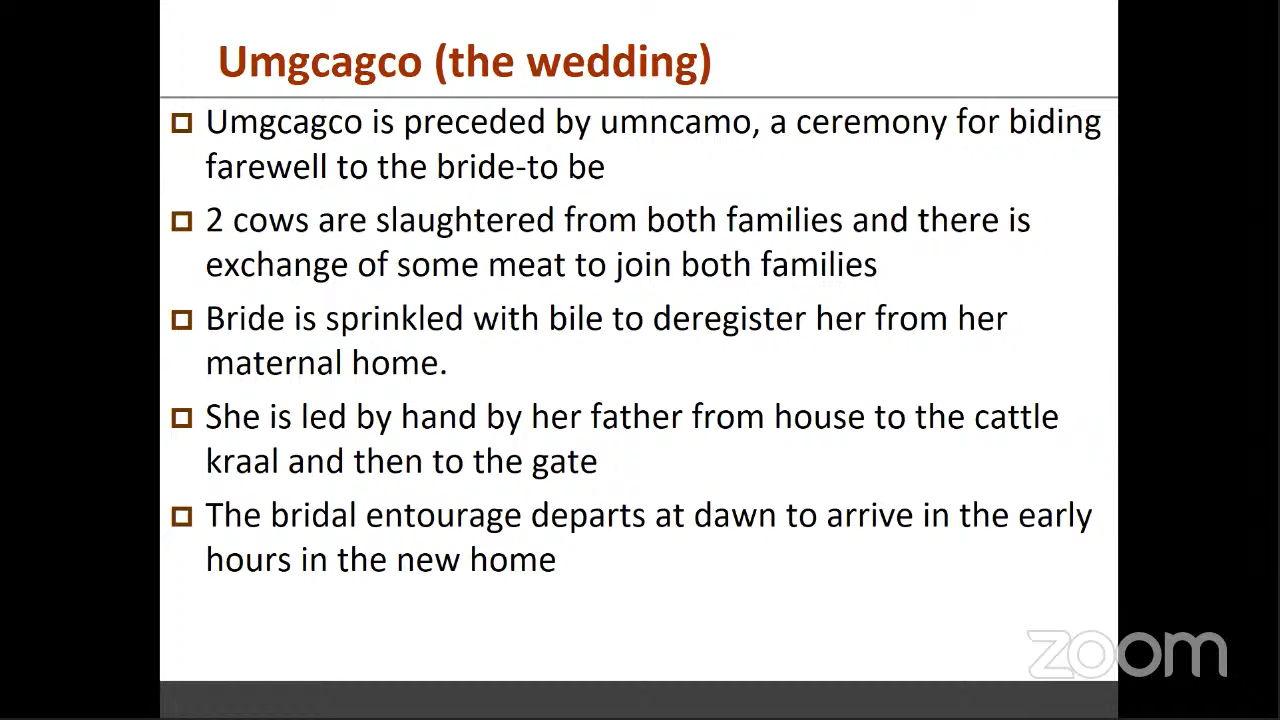 Umgcagco (the wedding)
Umgcagco is preceded by umncamo, a ceremony for biding
farewell to the bride-to be
2 cows are slaughtered from both families and there is
exchange of some meat to join both families
Bride is sprinkled with bile to deregister her from her
maternal home.
She is led by hand by her father from house to the cattle
kraal and then to the gate
The bridal entourage departs at dawn to arrive in the early
hours in the new home
zoom